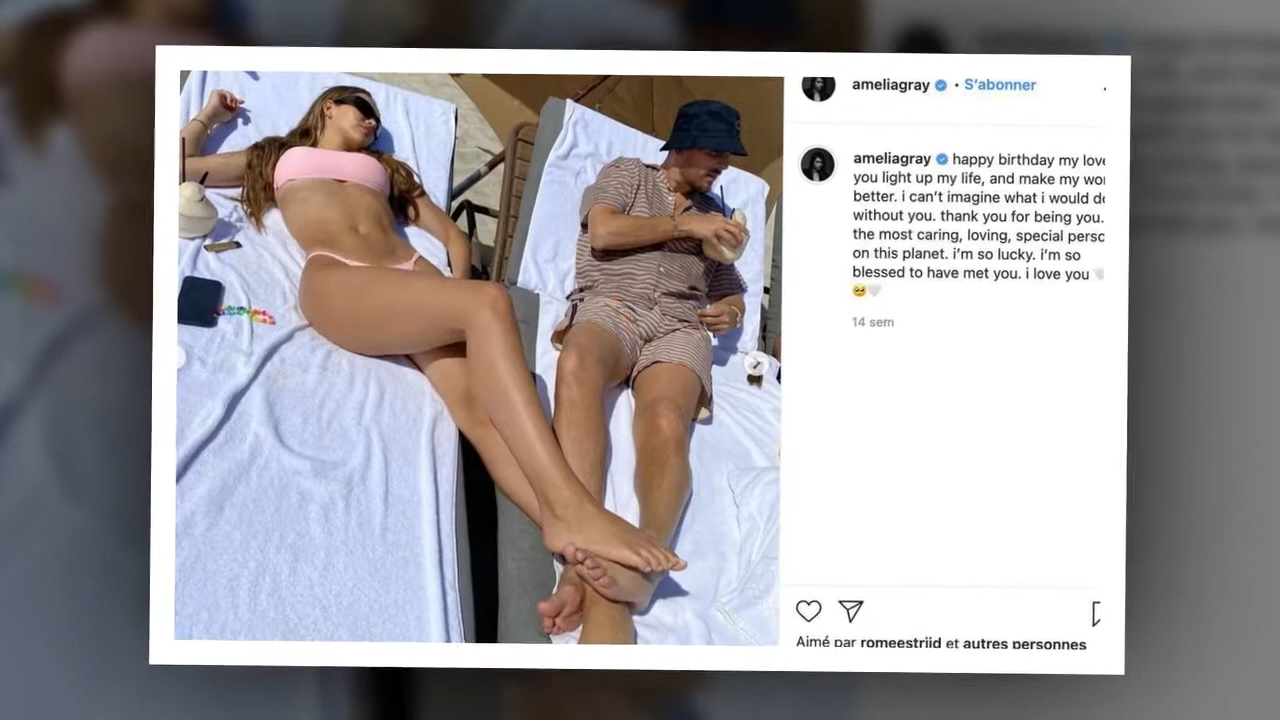 ameliagray • S'abonner
ameliagray happy birthday my love
you light up my life, and make my wor
better. i can't imagine what i would do
without you. thank you for being you.
the most caring, loving, special perso
on this planet. i'm so lucky. i'm so
blessed to have met you. i love you
14 sem
Aimé par romeestriid et autres personnes